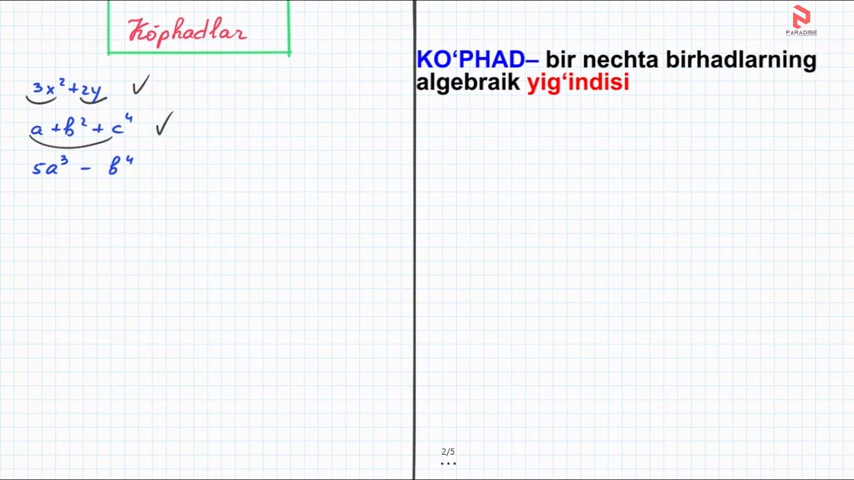 Ko'phadlar
3x² + 2y ✓
a + b² + c⁴ ✓
5a³ - b⁴
PARADISE
KO‘PHAD– bir nechta birhadlarning
algebraik yig‘indisi
2/5